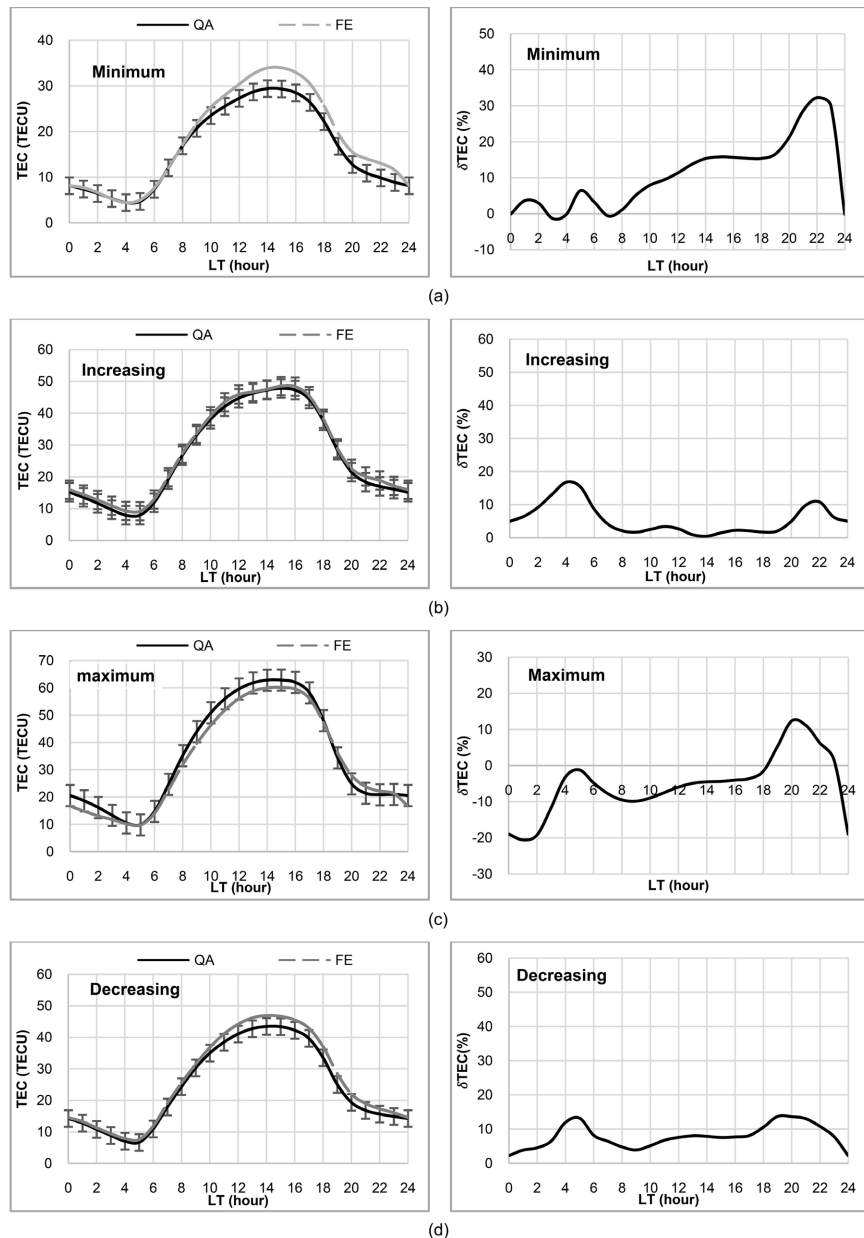 QA FE
Minimum
TEC (TECU)
40
30
20
10
0
0 2 4 6 8 10 12 14 16 18 20 22 24
LT (hour)
Minimum
δTEC (%)
50
40
30
20
10
0
-10
0 2 4 6 8 10 12 14 16 18 20 22 24
LT (hour)
(a)
QA FE
Increasing
TEC (TECU)
60
50
40
30
20
10
0
0 2 4 6 8 10 12 14 16 18 20 22 24
LT (hour)
Increasing
δTEC (%)
60
50
40
30
20
10
0
0 2 4 6 8 10 12 14 16 18 20 22 24
LT (hour)
(b)
QA FE
maximum
TEC (TECU)
70
60
50
40
30
20
10
0
0 2 4 6 8 10 12 14 16 18 20 22 24
LT (hour)
Maximum
δTEC (%)
30
20
10
0
-10
-20
-30
0 2 4 6 8 10 12 14 16 18 20 22 24
LT (hour)
(c)
QA FE
Decreasing
TEC (TECU)
60
50
40
30
20
10
0
0 2 4 6 8 10 12 14 16 18 20 22 24
LT (hour)
Decreasing
δTEC(%)
60
50
40
30
20
10
0
0 2 4 6 8 10 12 14 16 18 20 22 24
LT (hour)
(d)